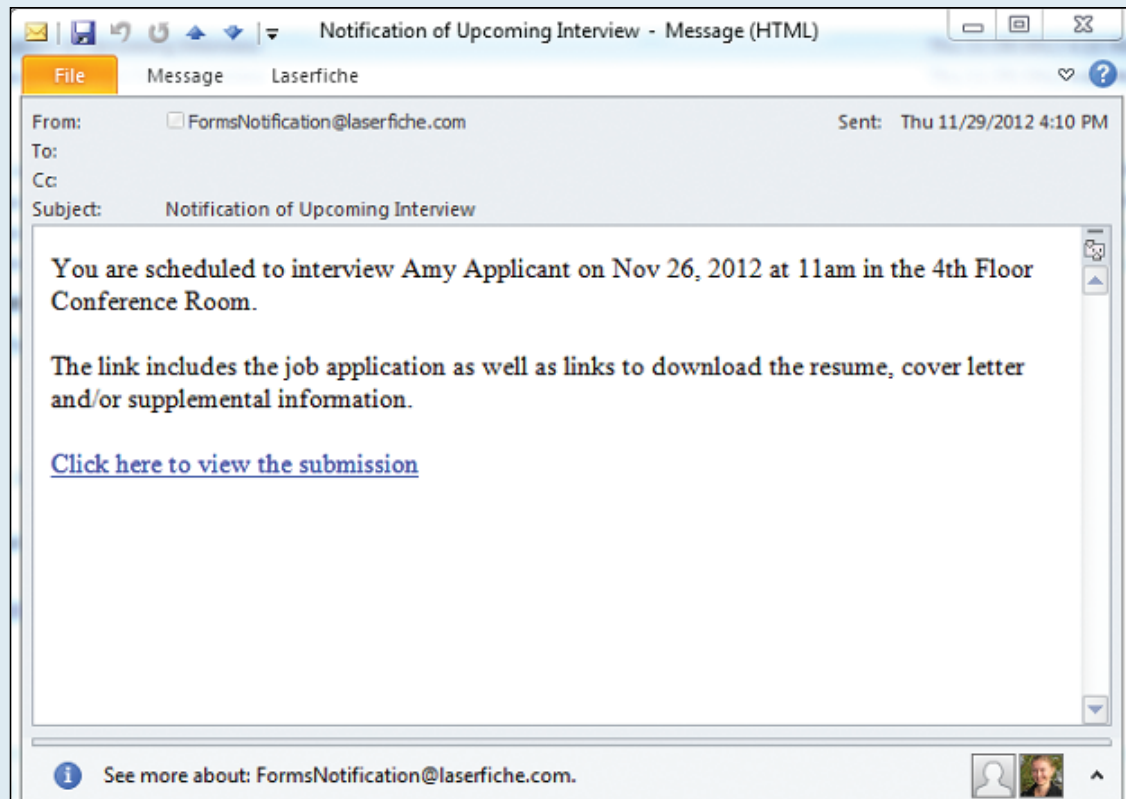 Notification of Upcoming Interview - Message (HTML)
File Message Laserfiche
From: FormsNotification@laserfiche.com Sent: Thu 11/29/2012 4:10 PM
To:
Cc:
Subject: Notification of Upcoming Interview
You are scheduled to interview Amy Applicant on Nov 26, 2012 at 11am in the 4th Floor
Conference Room.
The link includes the job application as well as links to download the resume, cover letter
and/or supplemental information.
Click here to view the submission
See more about: FormsNotification@laserfiche.com.